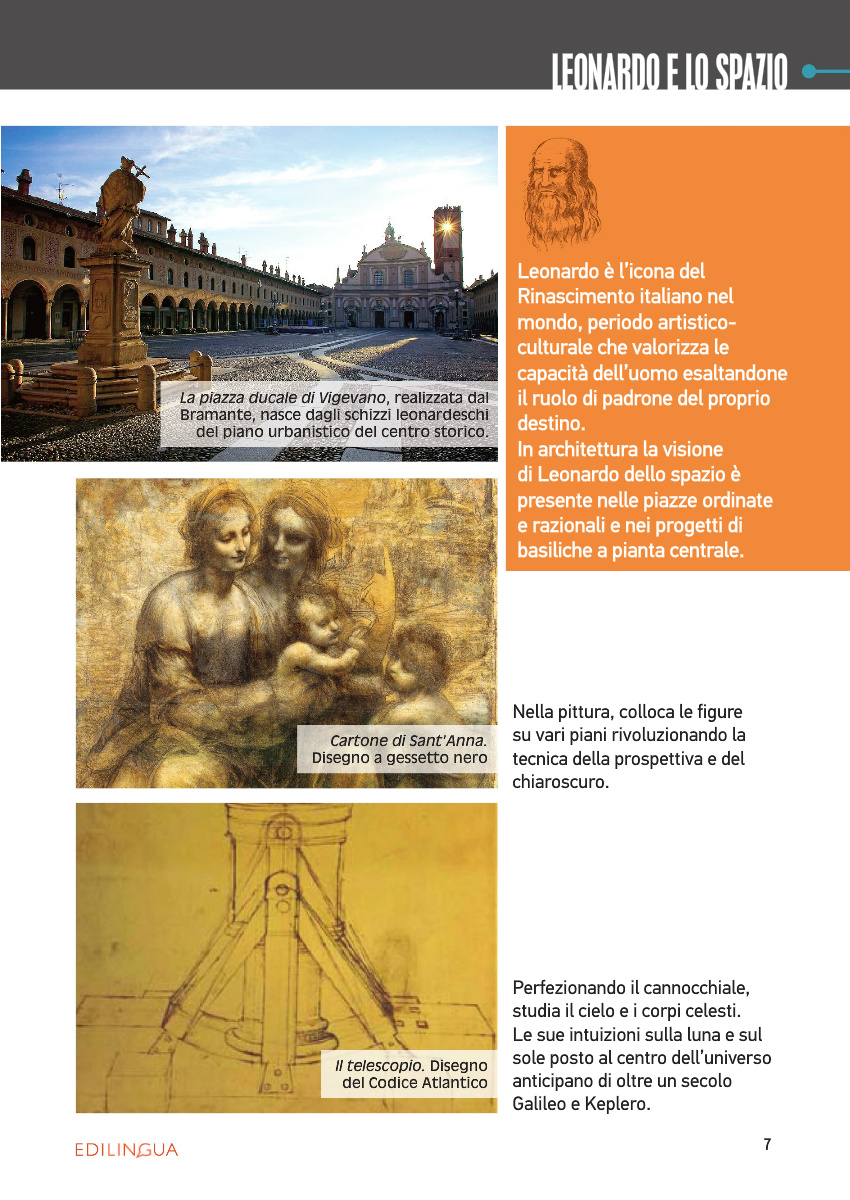 LEONARDO E LO SPAZIO
La piazza ducale di Vigevano, realizzata dal
Bramante, nasce dagli schizzi leonardeschi
del piano urbanistico del centro storico.
Leonardo è l'icona del
Rinascimento italiano nel
mondo, periodo artistico-
culturale che valorizza le
capacità dell'uomo esaltandone
il ruolo di padrone del proprio
destino.
In architettura la visione
di Leonardo dello spazio è
presente nelle piazze ordinate
e razionali e nei progetti di
basiliche a pianta centrale.
Cartone di Sant'Anna.
Disegno a gessetto nero
Nella pittura, colloca le figure
su vari piani rivoluzionando la
tecnica della prospettiva e del
chiaroscuro.
Il telescopio. Disegno
del Codice Atlantico
Perfezionando il cannocchiale,
studia il cielo e i corpi celesti.
Le sue intuizioni sulla luna e sul
sole posto al centro dell'universo
anticipano di oltre un secolo
Galileo e Keplero.
EDILINGUA
7